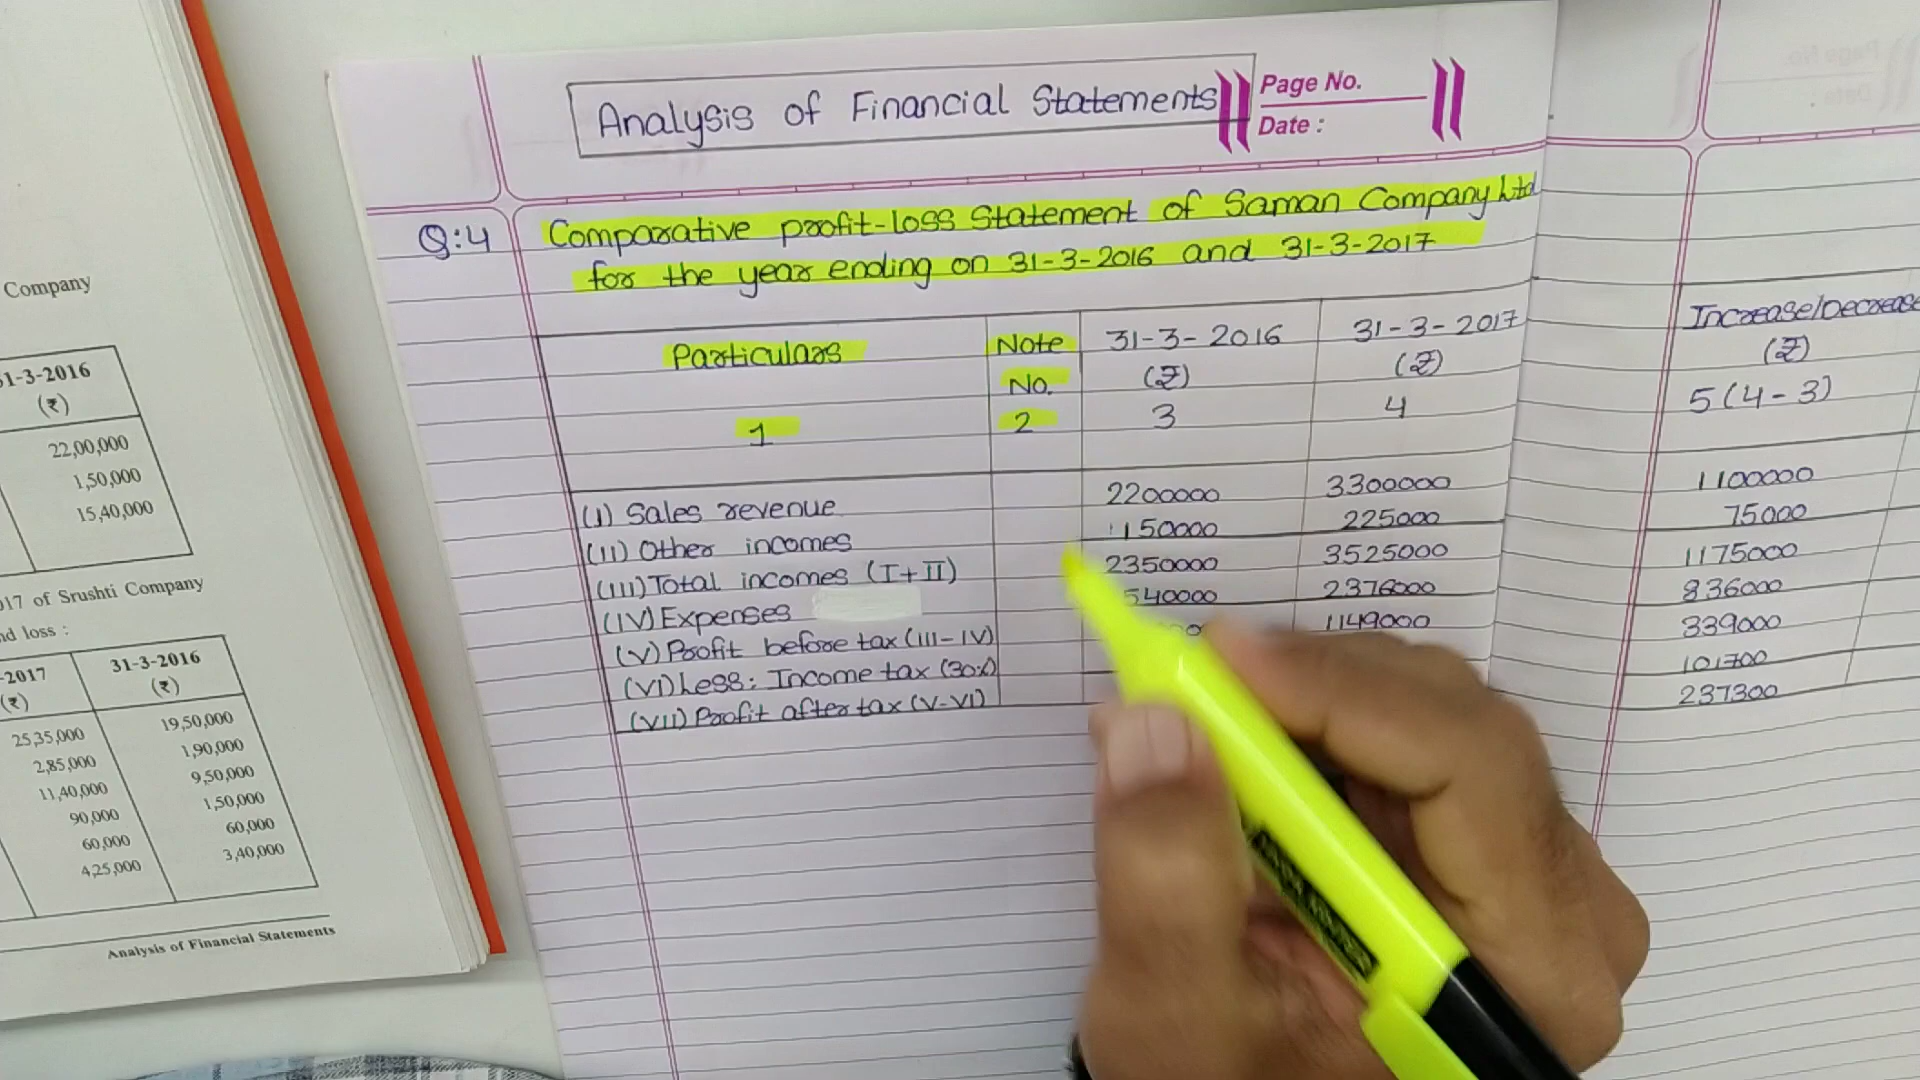 Company
31-3-2016
(₹)
22,00,000
1,50,000
15,40,000
of Srushti Company
loss :
2017 31-3-2016
(₹) (₹)
25,35,000 19,50,000
2,85,000 1,90,000
11,40,000 9,50,000
90,000 1,50,000
60,000 60,000
4,25,000 3,40,000
Analysis of Financial Statements
Analysis of Financial Statements
Page No.
Date :
Q:4 Comparative profit-loss Statement of Saman Company Ltd
for the year ending on 31-3-2016 and 31-3-2017
Particulars Note No. 31-3-2016 (₹) 31-3-2017 (₹) Increase/Decrease (₹)
1 2 3 4 5 (4-3)
(I) Sales revenue 2200000 3300000 1100000
(II) Other incomes 150000 225000 75000
(III) Total incomes (I+II) 2350000 3525000 1175000
(IV) Expenses 540000 2376000 836000
(V) Profit before tax (III-IV) 1149000 339000
(VI) Less: Income tax (30%) 101700
(VII) Profit after tax (V-VI) 237300